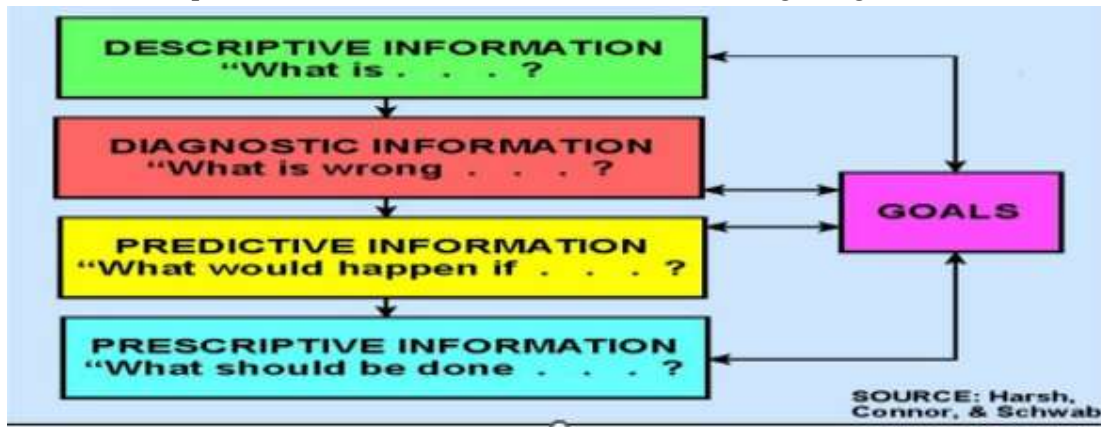 DESCRIPTIVE INFORMATION
“What is . . . ?
DIAGNOSTIC INFORMATION
“What is wrong . . . ?
PREDICTIVE INFORMATION
“What would happen if . . . ?
PRESCRIPTIVE INFORMATION
“What should be done . . . ?
GOALS
SOURCE: Harsh,
Connor, & Schwab